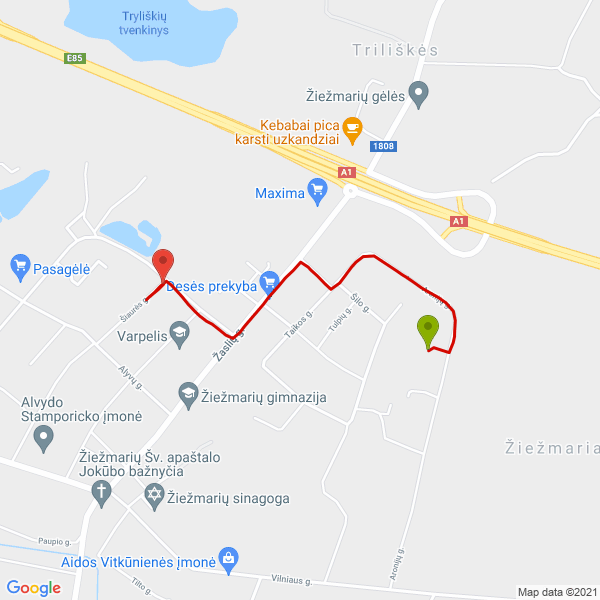 Tryliškių
tvenkinys
Triliškės
E85
Žiežmarių gėlės
Kebabai pica
karsti uzkandziai
1808
A1
Maxima
A1
Pasagėlė
Desės prekyba
Šiaurės g.
Šilo g.
Taikos g.
Tulpių g.
Varpelis
Žaslių g.
Alyvų g.
Žiežmarių gimnazija
Alvydo
Stamporicko įmonė
Žiežmaria
Žiežmarių Šv. apaštalo
Jokūbo bažnyčia
Žiežmarių sinagoga
Paupio g.
Aidos Vitkūnienės įmonė
Aronijų g.
Tilto g.
Vilniaus g.
Google
Map data ©2021